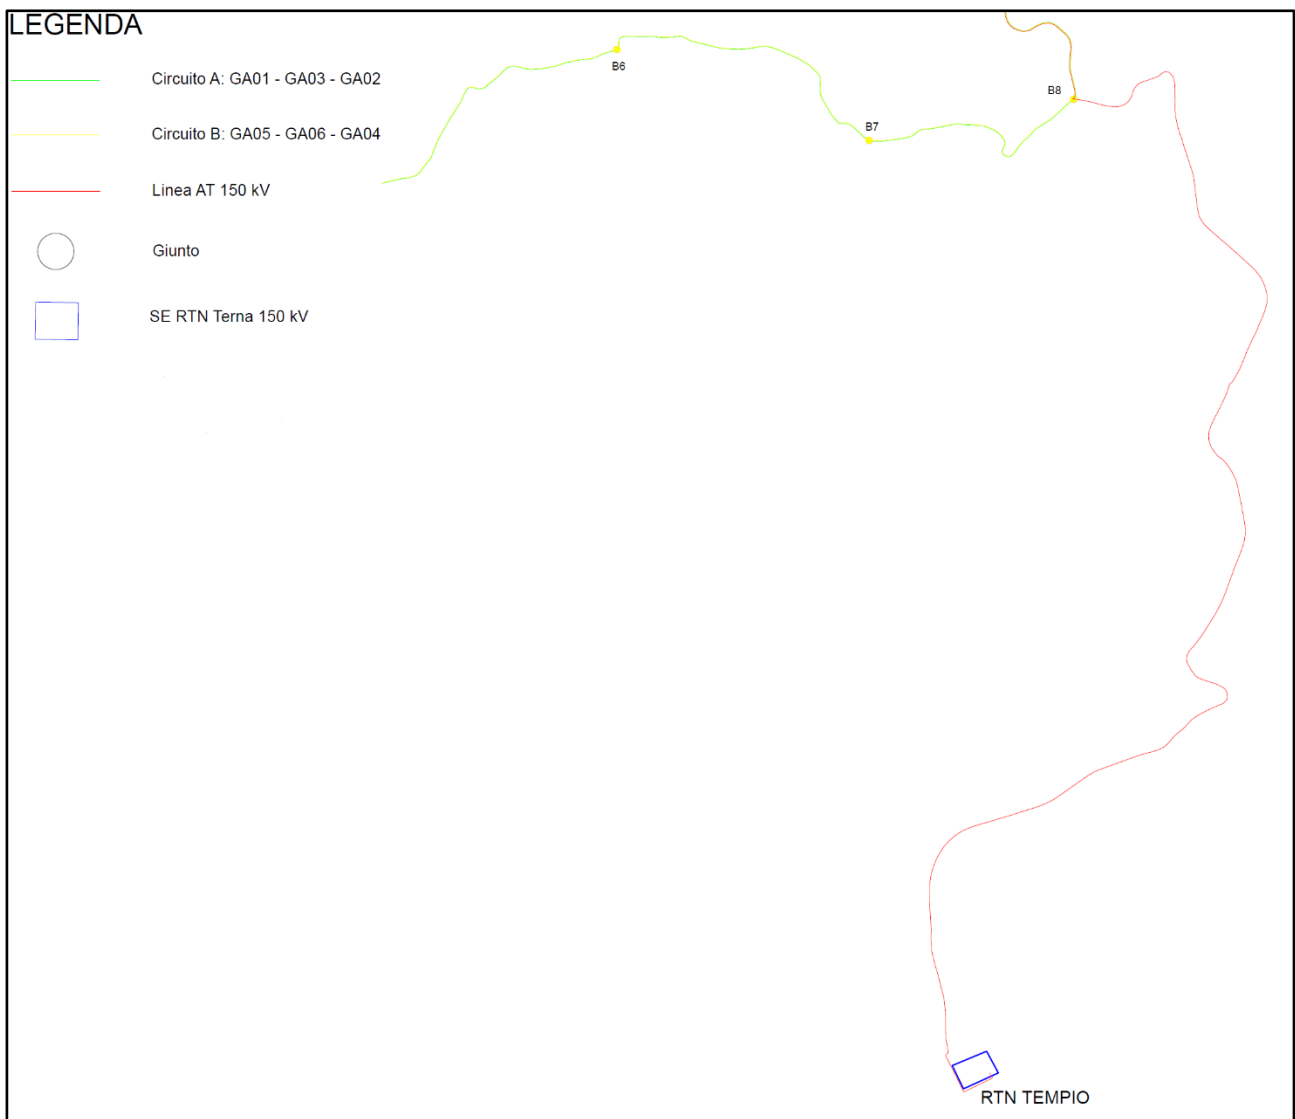 LEGENDA
Circuito A: GA01 - GA03 - GA02
Circuito B: GA05 - GA06 - GA04
Linea AT 150 kV
Giunto
SE RTN Terna 150 kV
B6
B7
B8
RTN TEMPIO